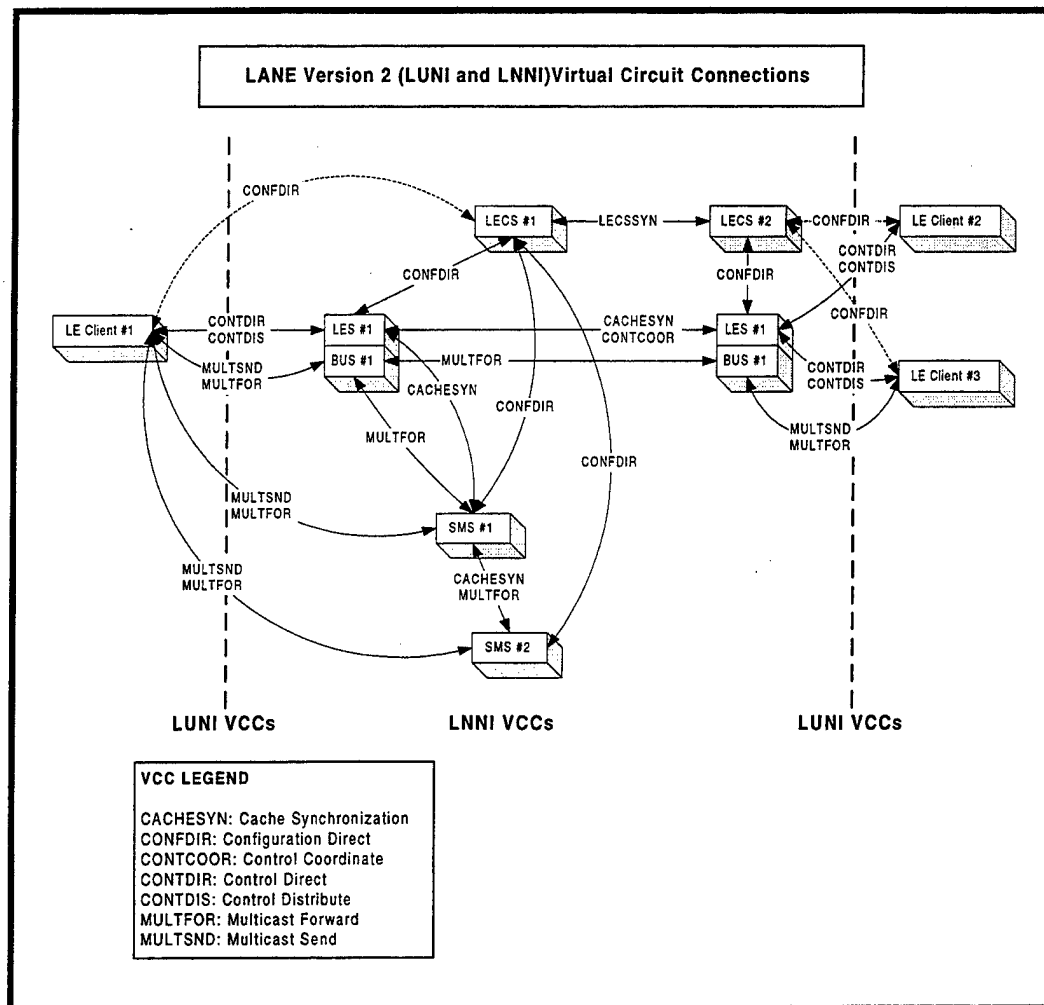 LANE Version 2 (LUNI and LNNI)Virtual Circuit Connections
CONFDIR
LECS #1
LECSSYN
LECS #2
CONFDIR
LE Client #2
CONTDIR
CONTDIS
CONFDIR
CONFDIR
CONFDIR
LE Client #1
CONTDIR
CONTDIS
LES #1
CACHESYN
CONTCOOR
LES #1
MULTSND
MULTFOR
BUS #1
MULTFOR
BUS #1
CONTDIR
CONTDIS
LE Client #3
CACHESYN
CONFDIR
MULTFOR
MULTSND
MULTFOR
CONFDIR
MULTSND
MULTFOR
SMS #1
CACHESYN
MULTFOR
MULTSND
MULTFOR
SMS #2
LUNI VCCs
LNNI VCCs
LUNI VCCs
VCC LEGEND
CACHESYN: Cache Synchronization
CONFDIR: Configuration Direct
CONTCOOR: Control Coordinate
CONTDIR: Control Direct
CONTDIS: Control Distribute
MULTFOR: Multicast Forward
MULTSND: Multicast Send